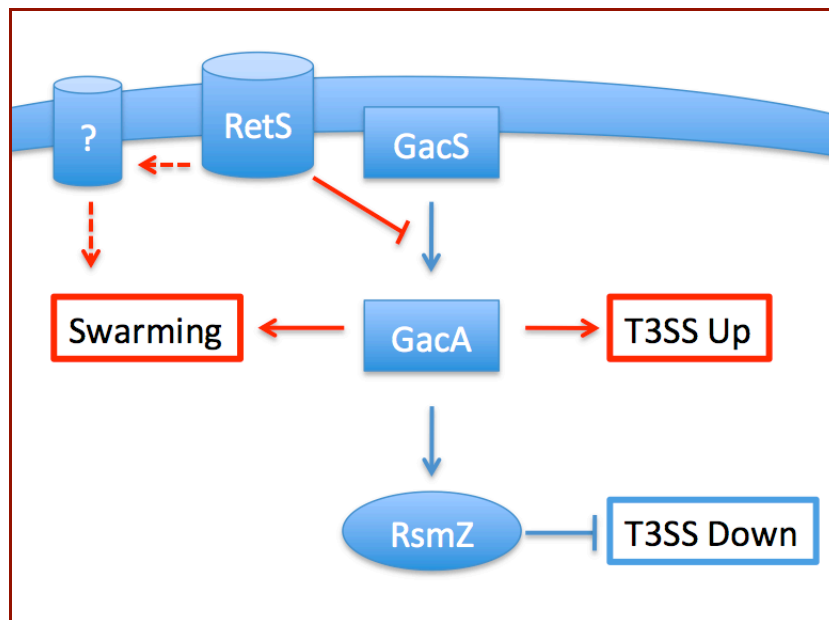 ?
RetS
GacS
Swarming
GacA
T3SS Up
RsmZ
T3SS Down